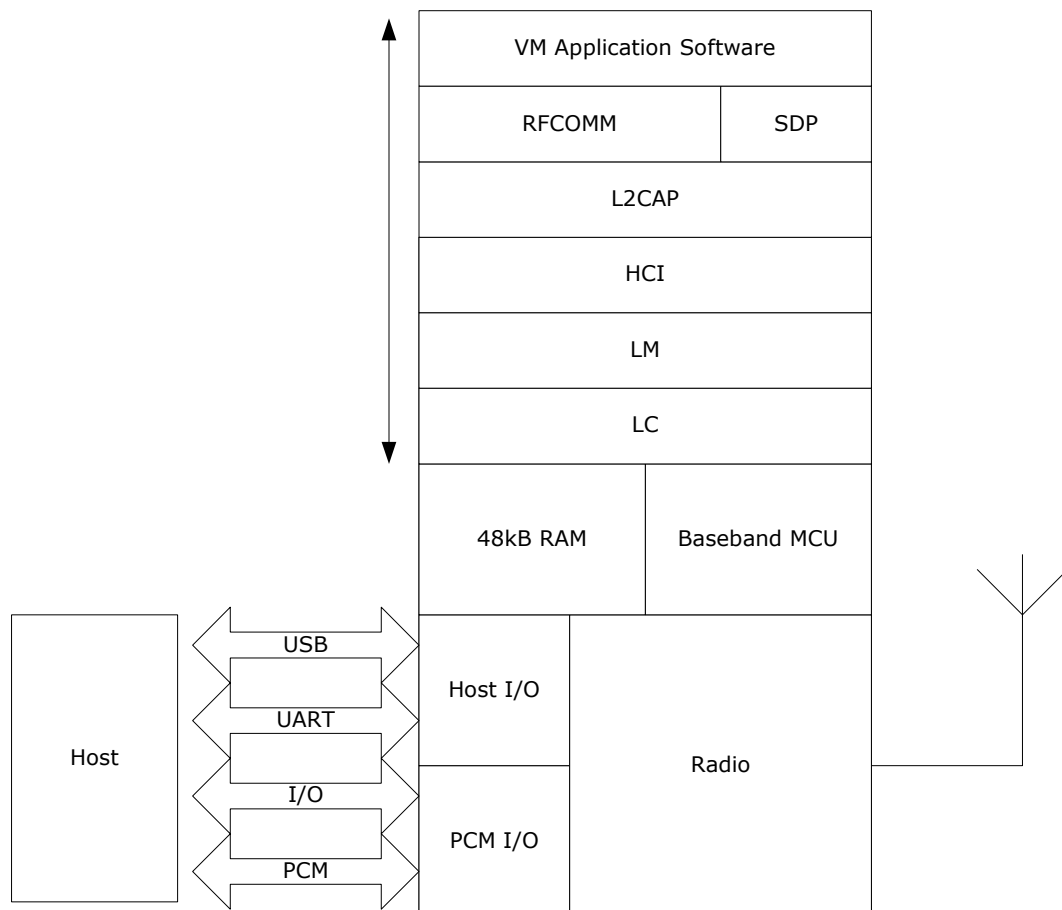 VM Application Software
RFCOMM
SDP
L2CAP
HCI
LM
LC
48kB RAM
Baseband MCU
USB
Host I/O
UART
Host
Radio
I/O
PCM I/O
PCM